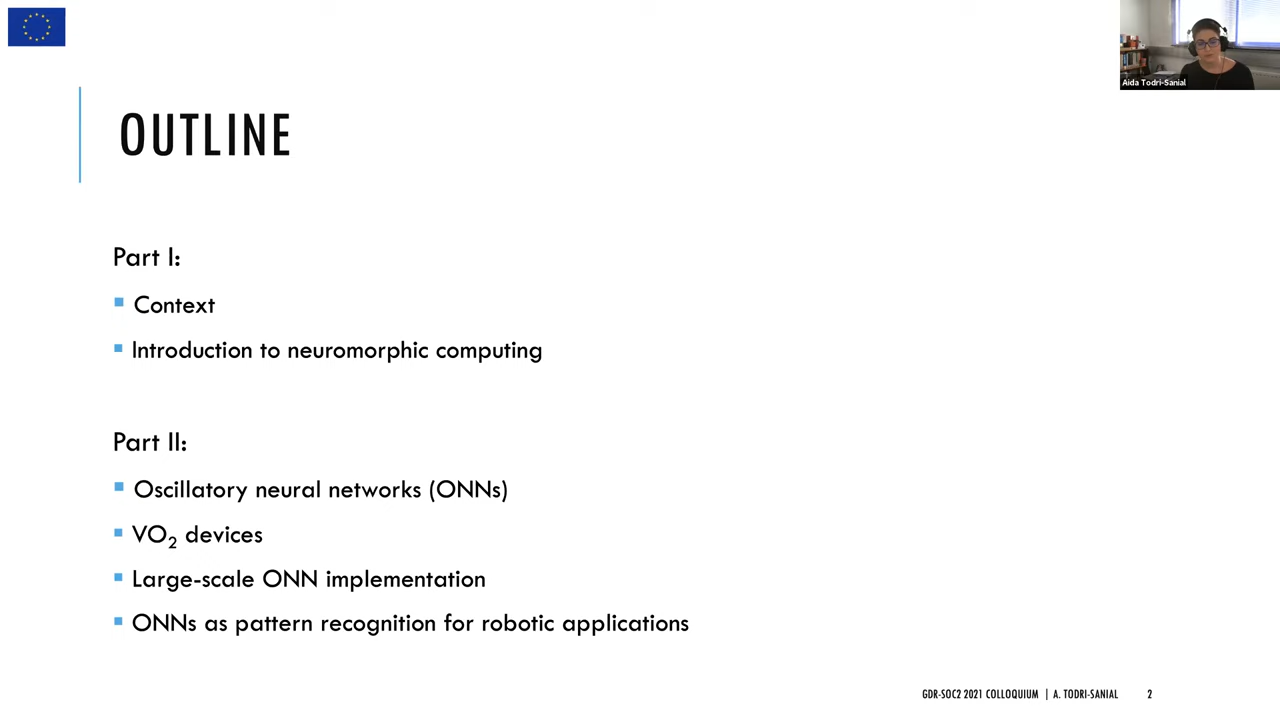 Aida Todri-Sanial
OUTLINE
Part I:
Context
Introduction to neuromorphic computing
Part II:
Oscillatory neural networks (ONNs)
VO2 devices
Large-scale ONN implementation
ONNs as pattern recognition for robotic applications
GDR-SOC2 2021 COLLOQUIUM | A. TODRI-SANIAL 2